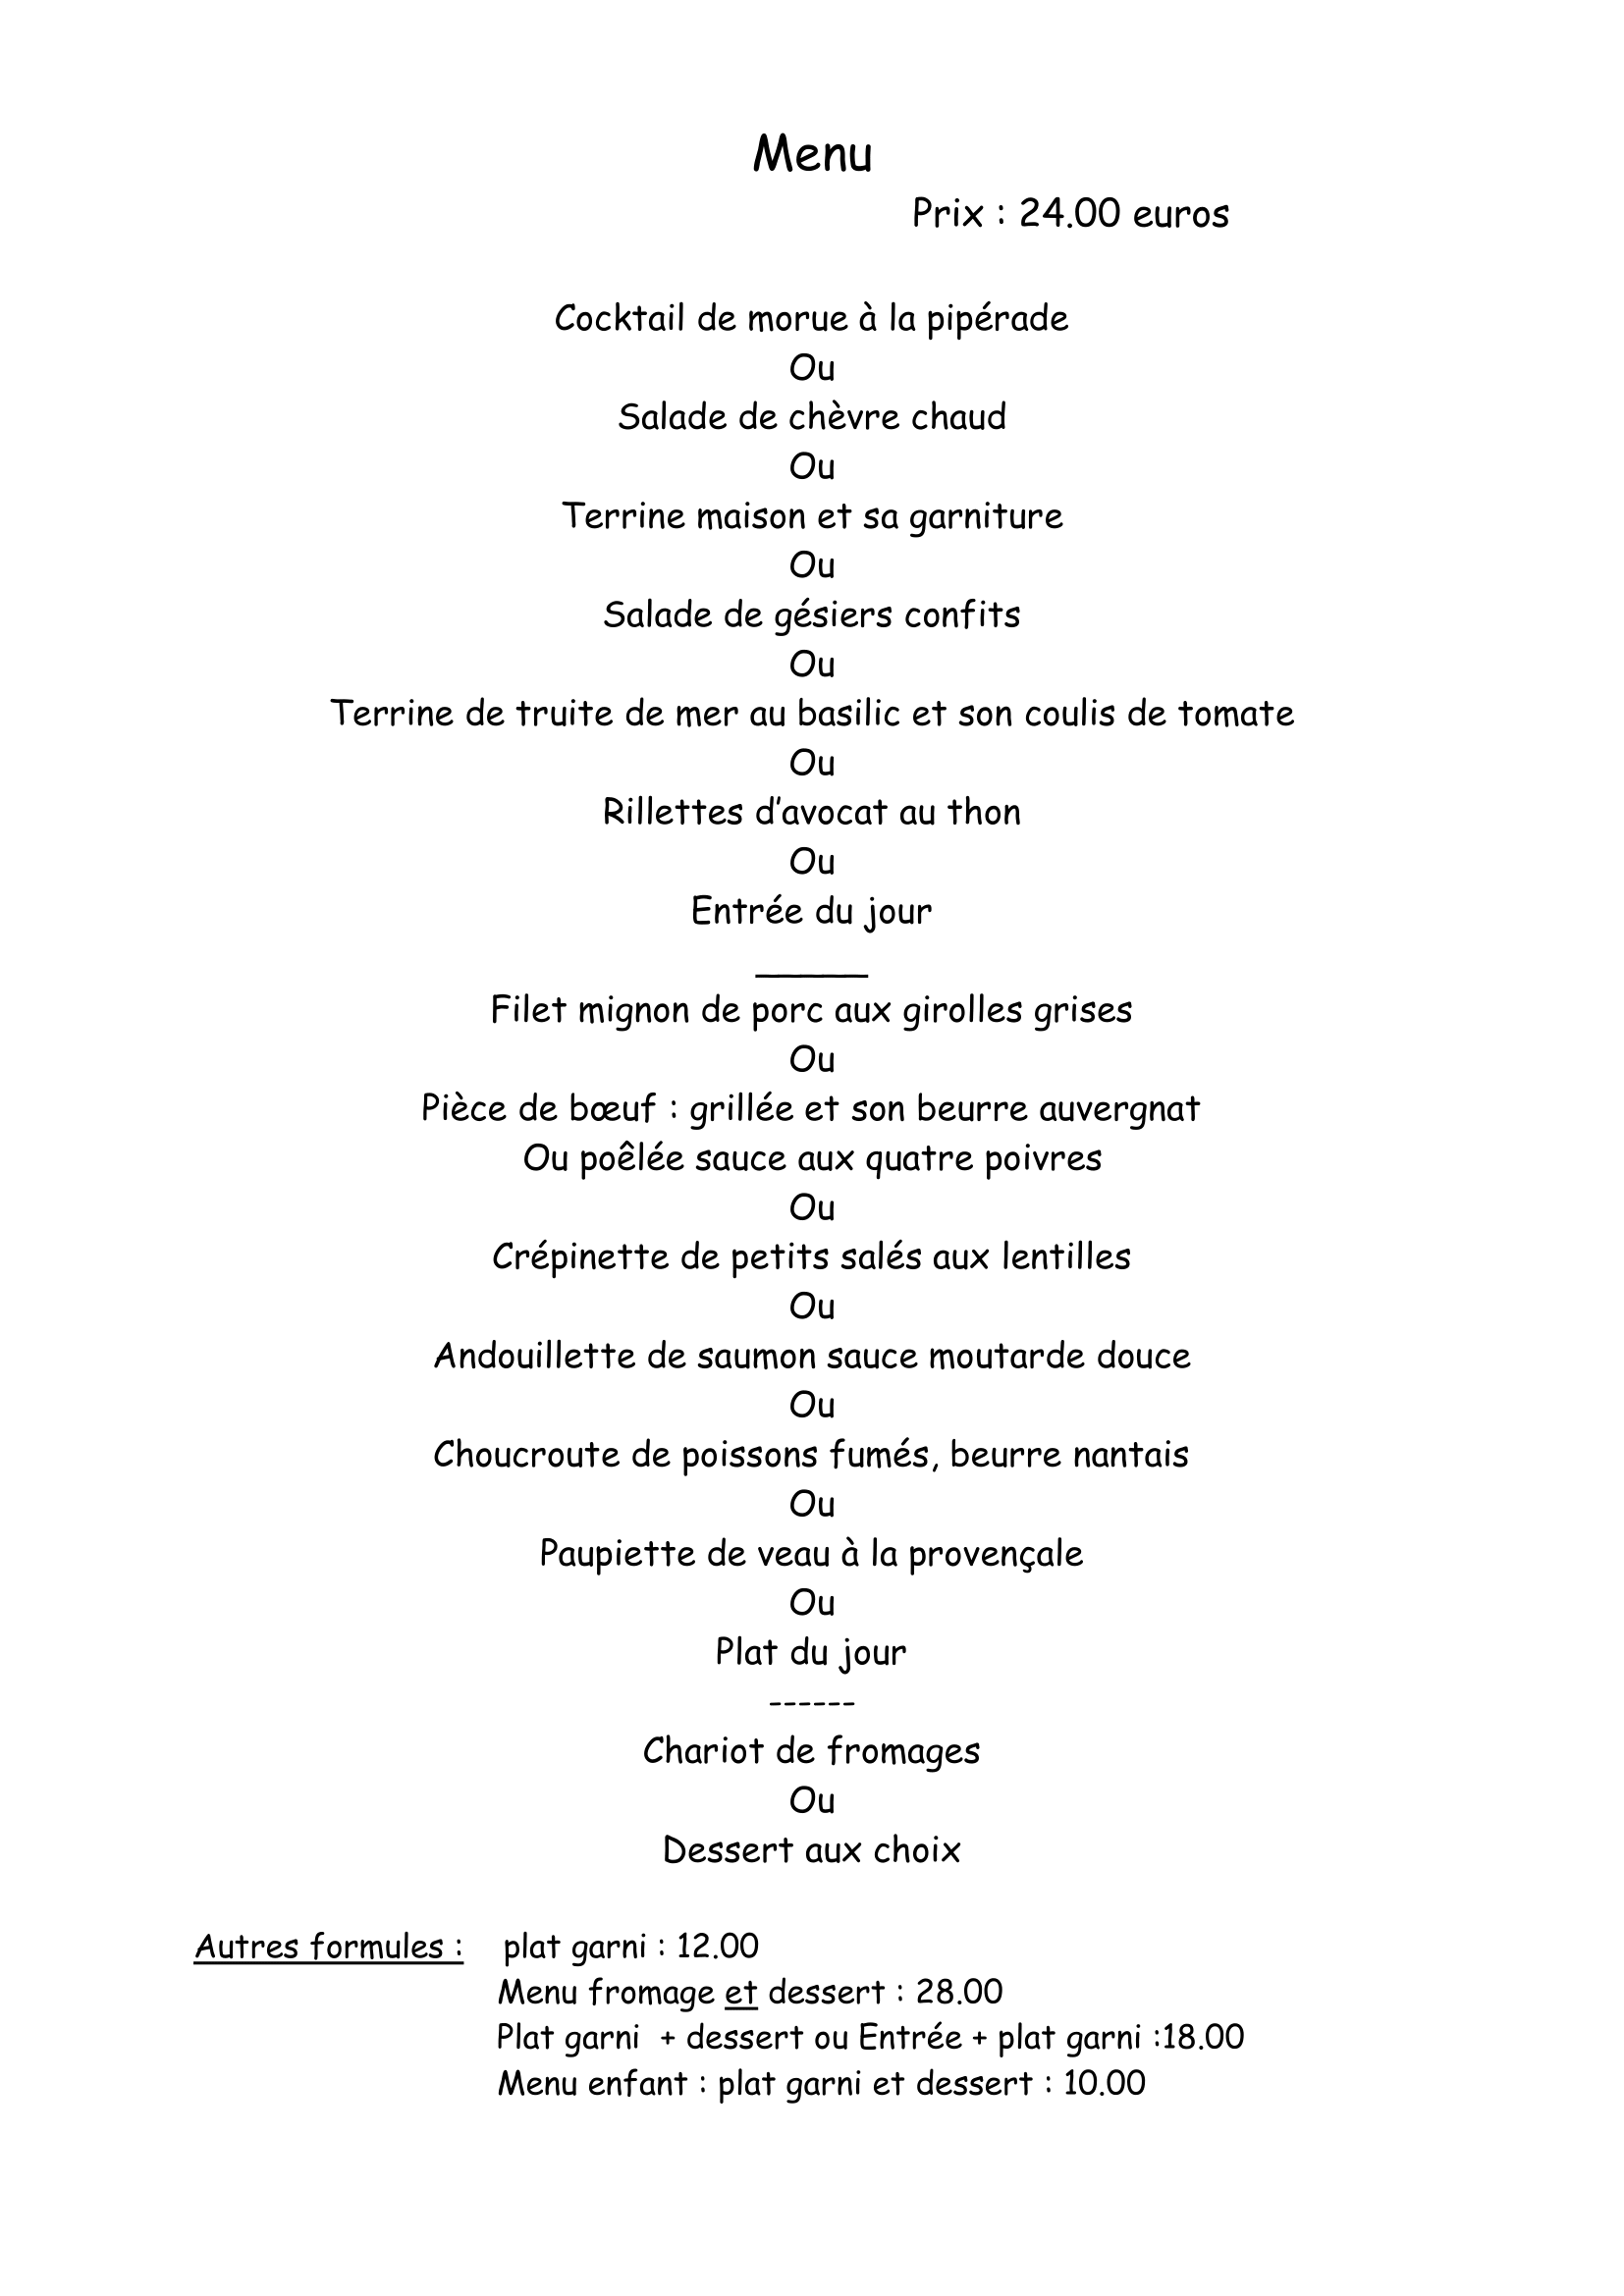 Menu
Prix : 24.00 euros
Cocktail de morue à la pipérade
Ou
Salade de chèvre chaud
Ou
Terrine maison et sa garniture
Ou
Salade de gésiers confits
Ou
Terrine de truite de mer au basilic et son coulis de tomate
Ou
Rillettes d’avocat au thon
Ou
Entrée du jour
______
Filet mignon de porc aux girolles grises
Ou
Pièce de bœuf : grillée et son beurre auvergnat
Ou poêlée sauce aux quatre poivres
Ou
Crépinette de petits salés aux lentilles
Ou
Andouillette de saumon sauce moutarde douce
Ou
Choucroute de poissons fumés, beurre nantais
Ou
Paupiette de veau à la provençale
Ou
Plat du jour
------
Chariot de fromages
Ou
Dessert aux choix
Autres formules : plat garni : 12.00
Menu fromage et dessert : 28.00
Plat garni + dessert ou Entrée + plat garni :18.00
Menu enfant : plat garni et dessert : 10.00